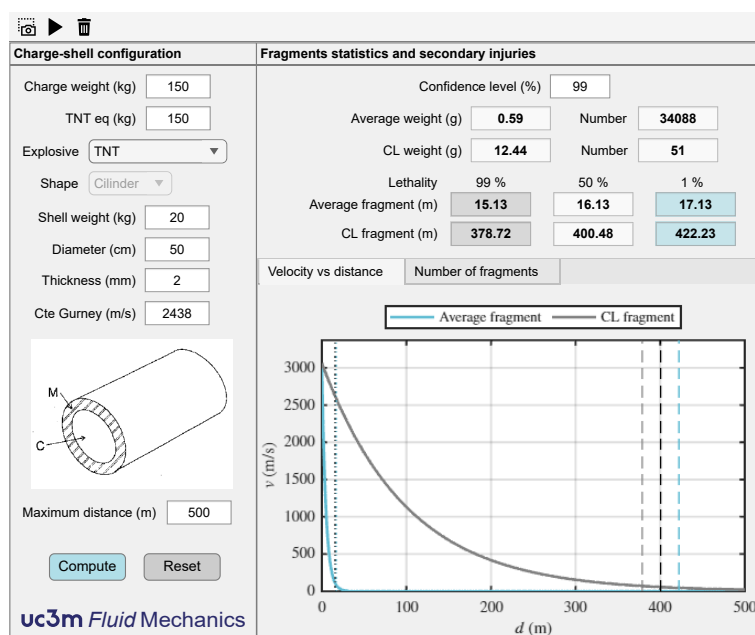 Charge-shell configuration
Charge weight (kg) 150
TNT eq (kg) 150
Explosive TNT
Shape Cilinder
Shell weight (kg) 20
Diameter (cm) 50
Thickness (mm) 2
Cte Gurney (m/s) 2438
M
C
Maximum distance (m) 500
Compute Reset
uc3m Fluid Mechanics
Fragments statistics and secondary injuries
Confidence level (%) 99
Average weight (g) 0.59 Number 34088
CL weight (g) 12.44 Number 51
Lethality 99 % 50 % 1 %
Average fragment (m) 15.13 16.13 17.13
CL fragment (m) 378.72 400.48 422.23
Velocity vs distance Number of fragments
Average fragment CL fragment
3000
2500
2000
1500
1000
500
0
v (m/s)
0 100 200 300 400 500
d (m)